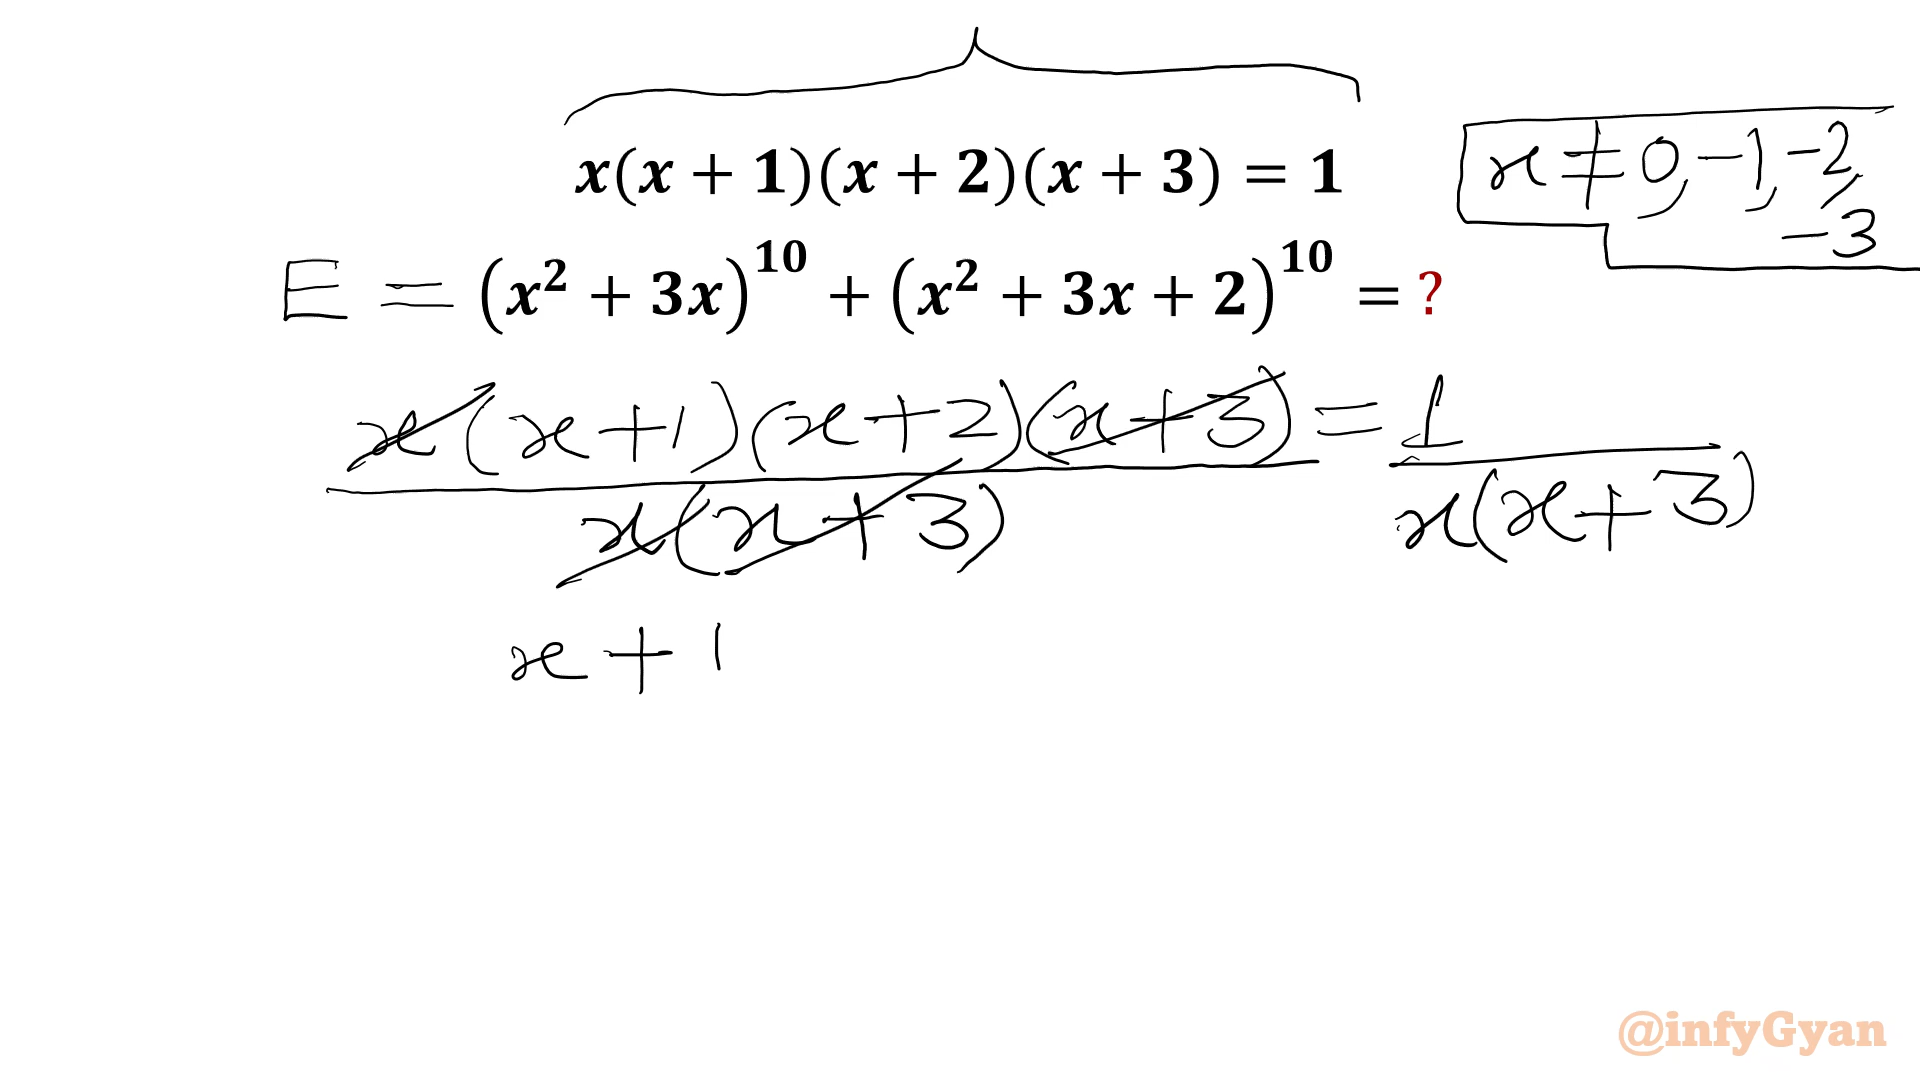 x(x + 1)(x + 2)(x + 3) = 1
x ≠ 0, -1, -2, -3
E = (x² + 3x)¹⁰ + (x² + 3x + 2)¹⁰ = ?
x(x+1)(x+2)(x+3) = 1
x(x+3) x(x+3)
x + 1
@infyGyan